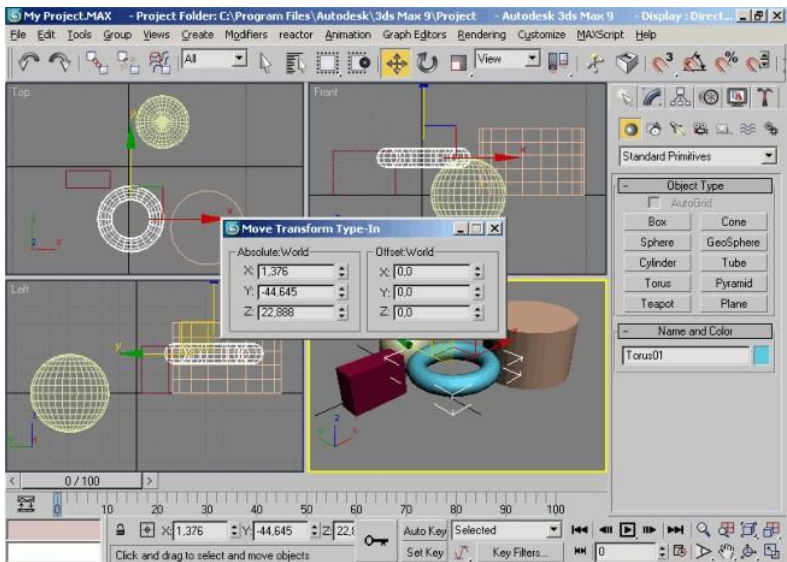 My Project.MAX - Project Folder: C:\Program Files\Autodesk\3ds Max 9\Project - Autodesk 3ds Max 9 - Display : Direct...
File Edit Tools Group Views Create Modifiers reactor Animation Graph Editors Rendering Customize MAXScript Help
All View
Top
Front
Left
Move Transform Type-In
Absolute:World
X: 1,376
Y: -44,645
Z: 22,888
Offset:World
X: 0,0
Y: 0,0
Z: 0,0
Standard Primitives
Object Type
AutoGrid
Box Cone
Sphere GeoSphere
Cylinder Tube
Torus Pyramid
Teapot Plane
Name and Color
Torus01
0 / 100
0 10 20 30 40 50 60 70 80 90 100
X: 1,376 Y: -44,645 Z: 22,8
Auto Key Selected
Click and drag to select and move objects
Set Key Key Filters... 0